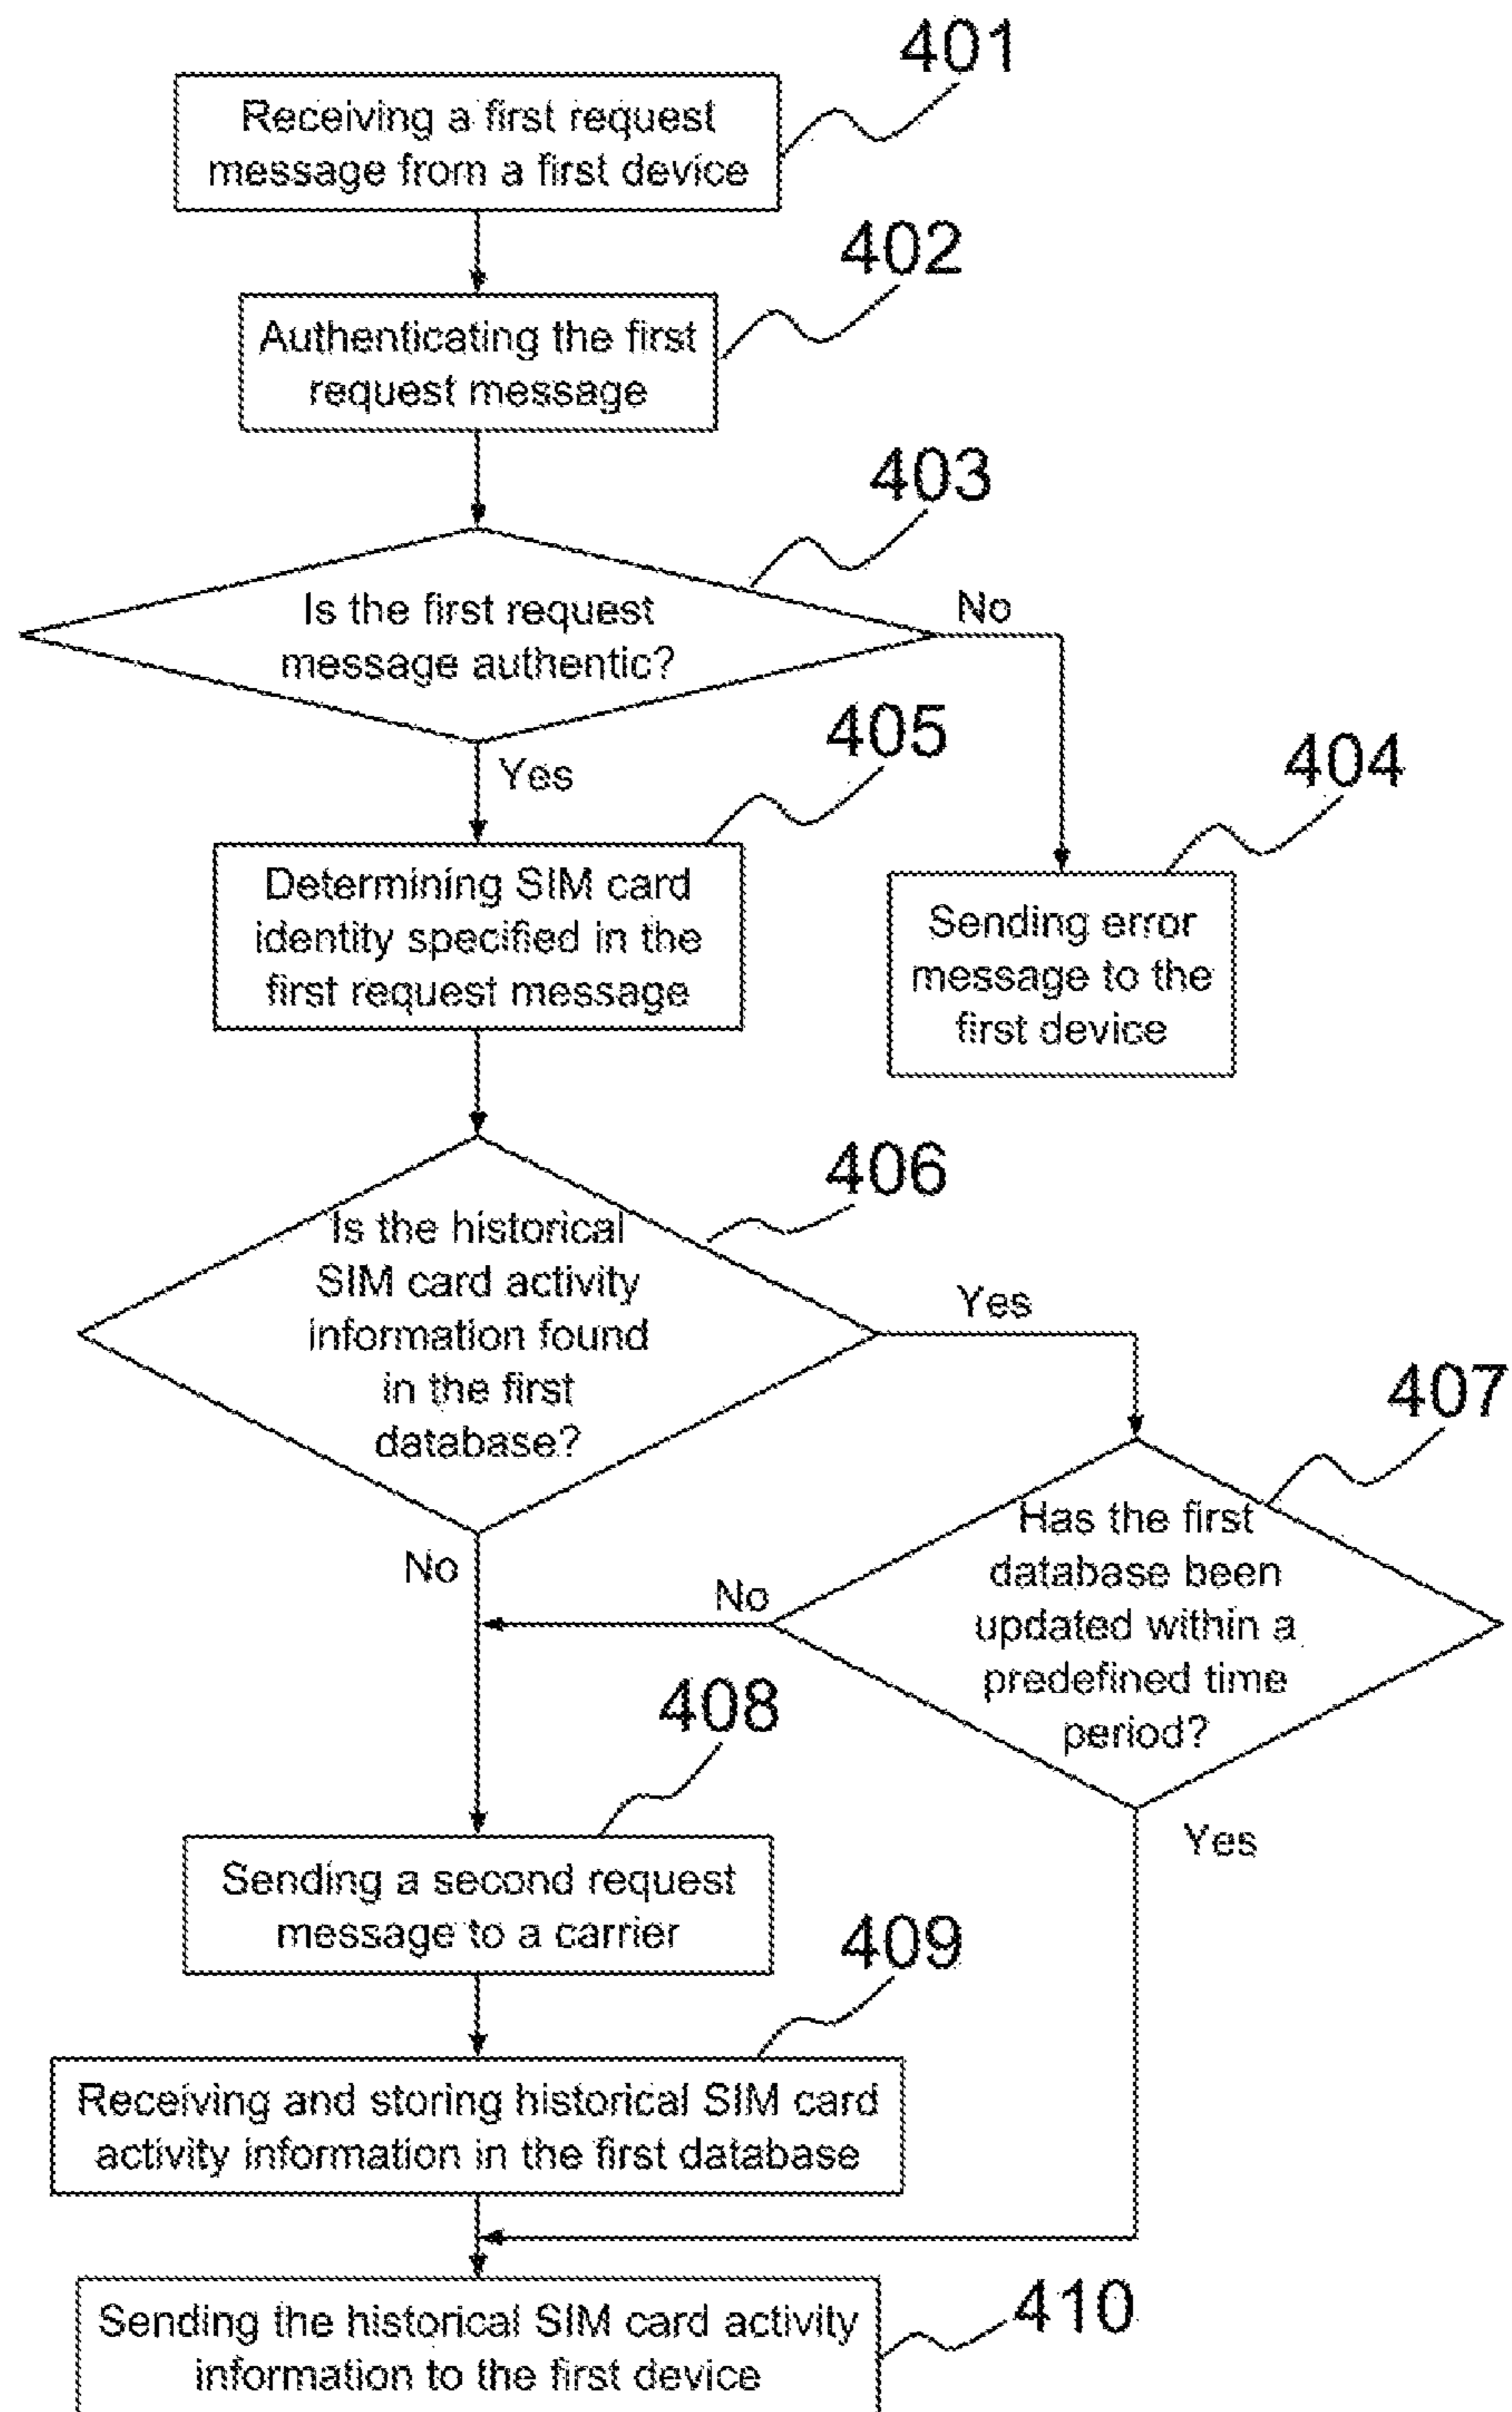 401
Receiving a first request
message from a first device
402
Authenticating the first
request message
403
Is the first request
message authentic?
No
Yes
405
Determining SIM card
identity specified in the
first request message
404
Sending error
message to the
first device
406
Is the historical
SIM card activity
information found
in the first
database?
Yes
No
407
Has the first
database been
updated within a
predefined time
period?
No
Yes
408
Sending a second request
message to a carrier
409
Receiving and storing historical SIM card
activity information in the first database
410
Sending the historical SIM card activity
information to the first device